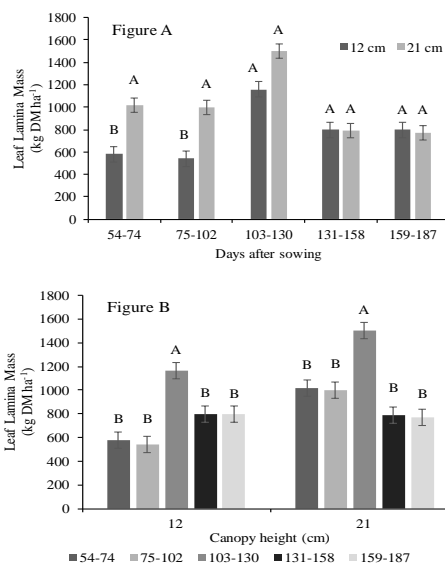 Figure A
12 cm 21 cm
Leaf Lamina Mass
(kg DM ha-1)
1800
1600
1400
1200
1000
800
600
400
200
0
B A B A A A A A A A
54-74 75-102 103-130 131-158 159-187
Days after sowing
Figure B
Leaf Lamina Mass
(kg DM ha-1)
1800
1600
1400
1200
1000
800
600
400
200
0
B B A B B B B A B B
12 21
Canopy height (cm)
54-74 75-102 103-130 131-158 159-187